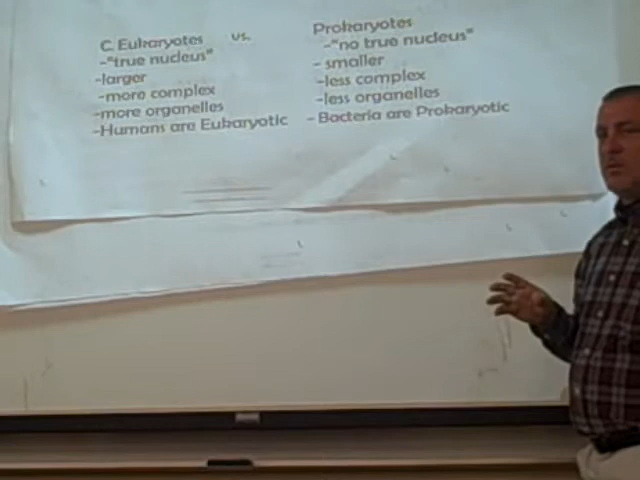 C. Eukaryotes vs. Prokaryotes
-"true nucleus" -"no true nucleus"
-larger - smaller
-more complex -less complex
-more organelles -less organelles
-Humans are Eukaryotic - Bacteria are Prokaryotic